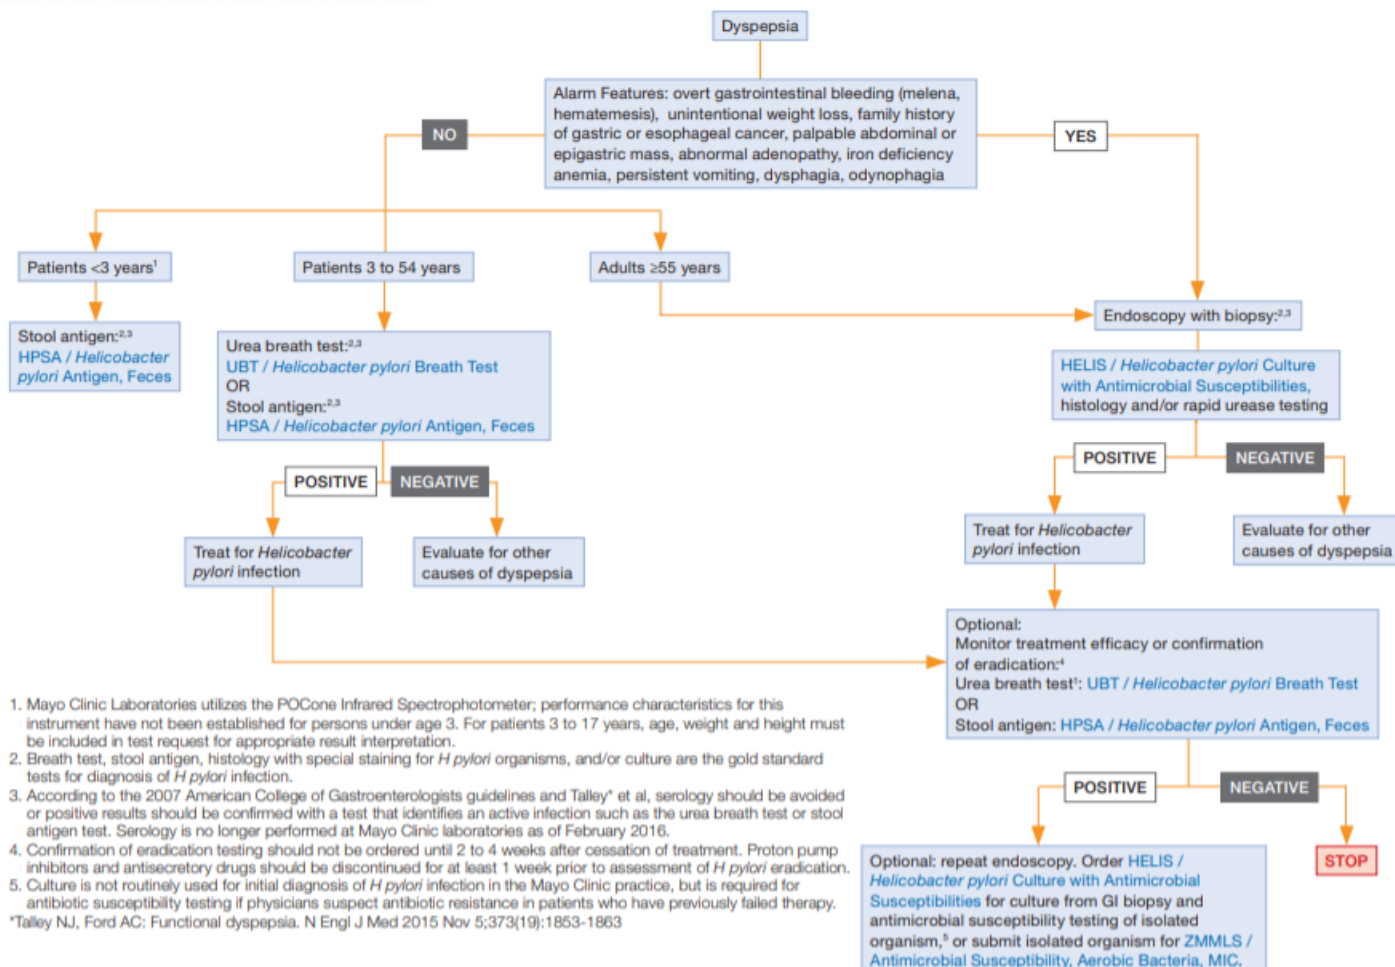 Dyspepsia
Alarm Features: overt gastrointestinal bleeding (melena,
hematemesis), unintentional weight loss, family history
of gastric or esophageal cancer, palpable abdominal or
epigastric mass, abnormal adenopathy, iron deficiency
anemia, persistent vomiting, dysphagia, odynophagia
NO
YES
Patients <3 years¹
Patients 3 to 54 years
Adults ≥55 years
Stool antigen:²,³
HPSA / Helicobacter
pylori Antigen, Feces
Urea breath test:²,³
UBT / Helicobacter pylori Breath Test
OR
Stool antigen:²,³
HPSA / Helicobacter pylori Antigen, Feces
Endoscopy with biopsy:²,³
HELIS / Helicobacter pylori Culture
with Antimicrobial Susceptibilities,
histology and/or rapid urease testing
POSITIVE
NEGATIVE
POSITIVE
NEGATIVE
Treat for Helicobacter
pylori infection
Evaluate for other
causes of dyspepsia
Treat for Helicobacter
pylori infection
Evaluate for other
causes of dyspepsia
Optional:
Monitor treatment efficacy or confirmation
of eradication:⁴
Urea breath test¹: UBT / Helicobacter pylori Breath Test
OR
Stool antigen: HPSA / Helicobacter pylori Antigen, Feces
POSITIVE
NEGATIVE
Optional: repeat endoscopy. Order HELIS /
Helicobacter pylori Culture with Antimicrobial
Susceptibilities for culture from GI biopsy and
antimicrobial susceptibility testing of isolated
organism,⁵ or submit isolated organism for ZMMLS /
Antimicrobial Susceptibility, Aerobic Bacteria, MIC.
STOP
1. Mayo Clinic Laboratories utilizes the POCone Infrared Spectrophotometer; performance characteristics for this
instrument have not been established for persons under age 3. For patients 3 to 17 years, age, weight and height must
be included in test request for appropriate result interpretation.
2. Breath test, stool antigen, histology with special staining for H pylori organisms, and/or culture are the gold standard
tests for diagnosis of H pylori infection.
3. According to the 2007 American College of Gastroenterologists guidelines and Talley* et al, serology should be avoided
or positive results should be confirmed with a test that identifies an active infection such as the urea breath test or stool
antigen test. Serology is no longer performed at Mayo Clinic laboratories as of February 2016.
4. Confirmation of eradication testing should not be ordered until 2 to 4 weeks after cessation of treatment. Proton pump
inhibitors and antisecretory drugs should be discontinued for at least 1 week prior to assessment of H pylori eradication.
5. Culture is not routinely used for initial diagnosis of H pylori infection in the Mayo Clinic practice, but is required for
antibiotic susceptibility testing if physicians suspect antibiotic resistance in patients who have previously failed therapy.
*Talley NJ, Ford AC: Functional dyspepsia. N Engl J Med 2015 Nov 5;373(19):1853-1863